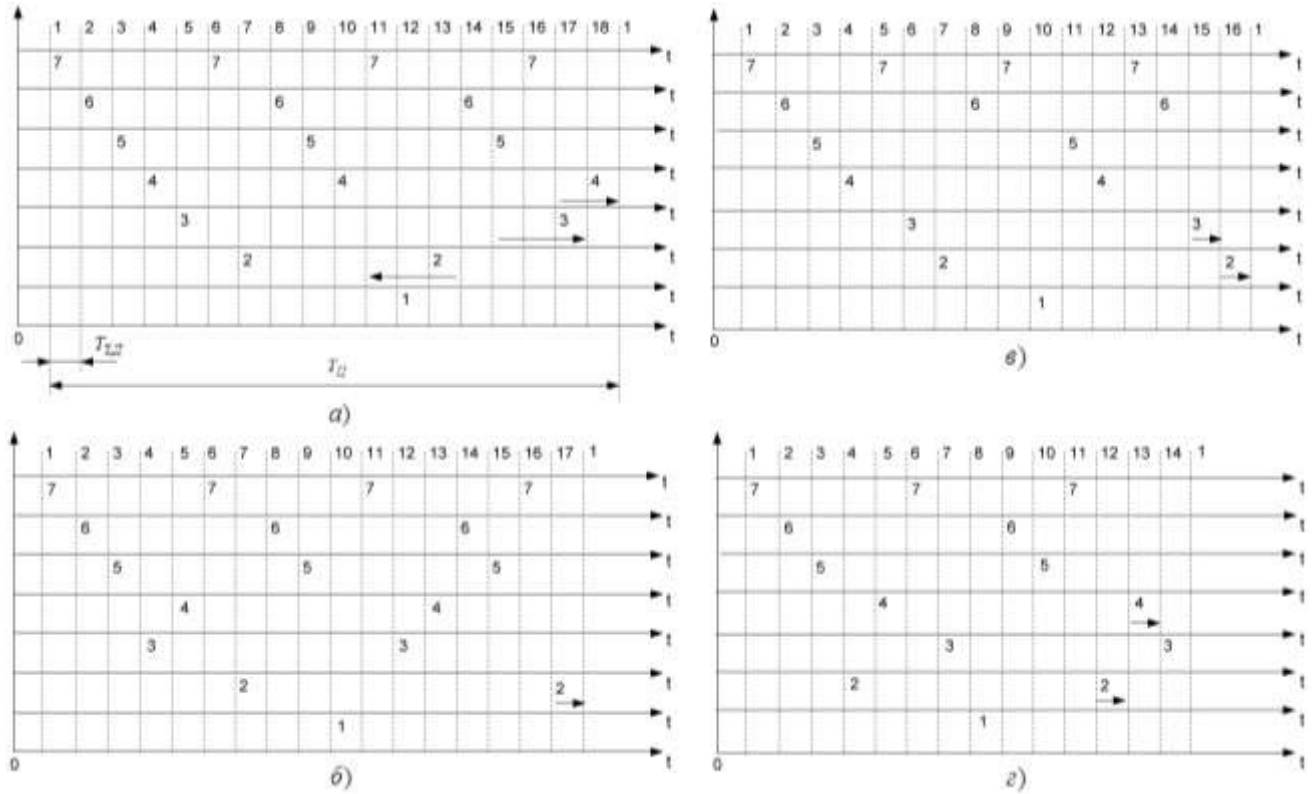 1 2 3 4 5 6 7 8 9 10 11 12 13 14 15 16 17 18 1
7 7 7 7 t
6 6 6 t
5 5 5 t
4 4 4 t
3 3 t
2 2 t
1 t
0 t
Tц
а)
1 2 3 4 5 6 7 8 9 10 11 12 13 14 15 16 1
7 7 7 7 t
6 6 6 t
5 5 t
4 4 t
3 3 t
2 2 t
1 t
0 t
в)
1 2 3 4 5 6 7 8 9 10 11 12 13 14 15 16 17 1
7 7 7 7 t
6 6 6 t
5 5 5 t
4 4 t
3 3 t
2 2 t
1 t
0 t
б)
1 2 3 4 5 6 7 8 9 10 11 12 13 14 1
7 7 7 t
6 6 t
5 5 t
4 4 t
3 3 t
2 2 t
1 t
0 t
г)